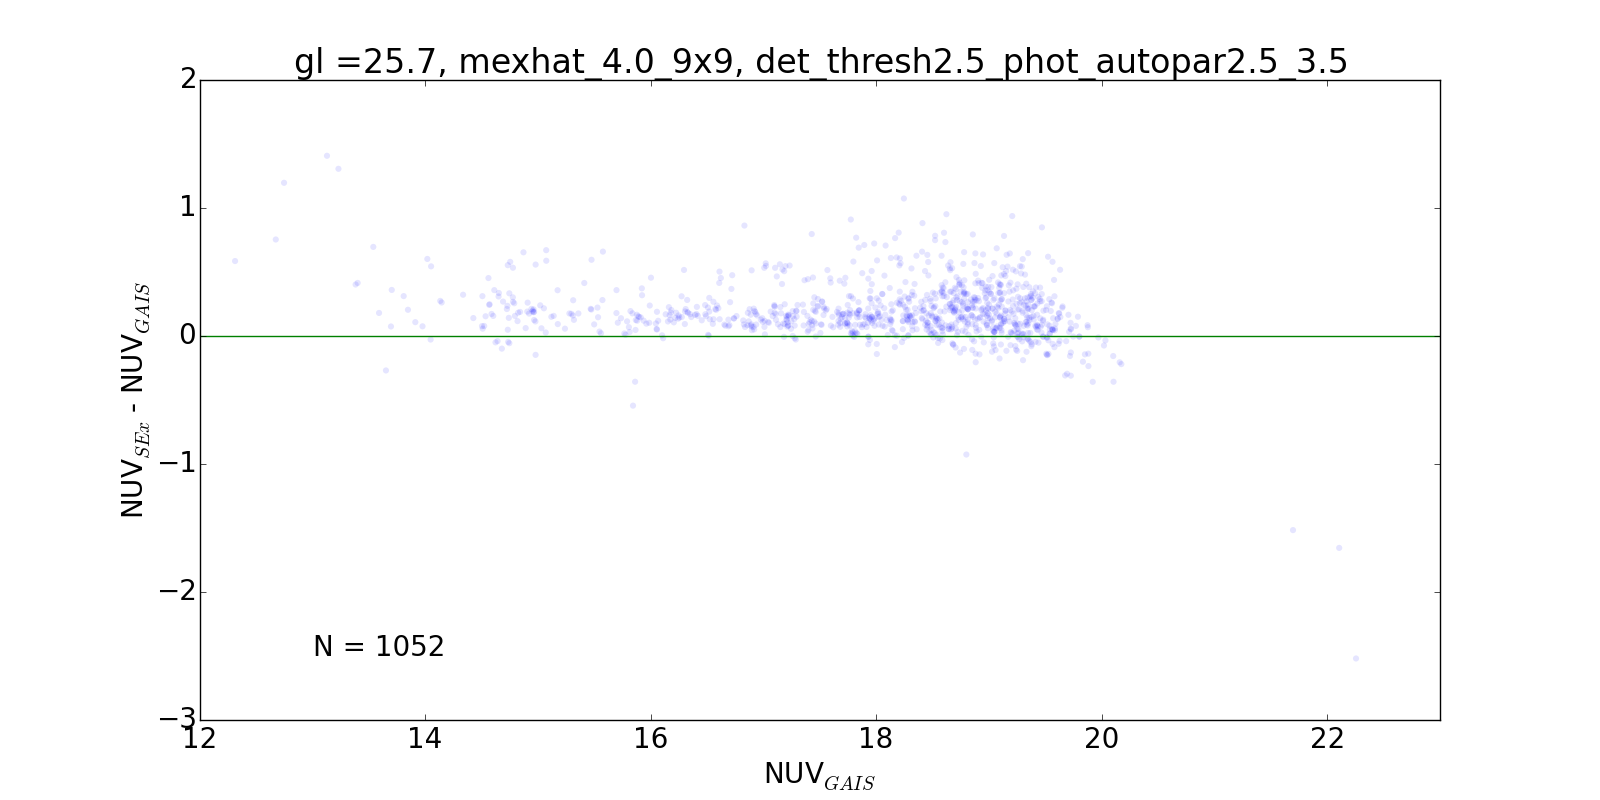 gl =25.7, mexhat_4.0_9x9, det_thresh2.5_phot_autopar2.5_3.5
2
1
0
−1
−2
−3
NUV_SEx - NUV_GAIS
N = 1052
12 14 16 18 20 22
NUV_GAIS